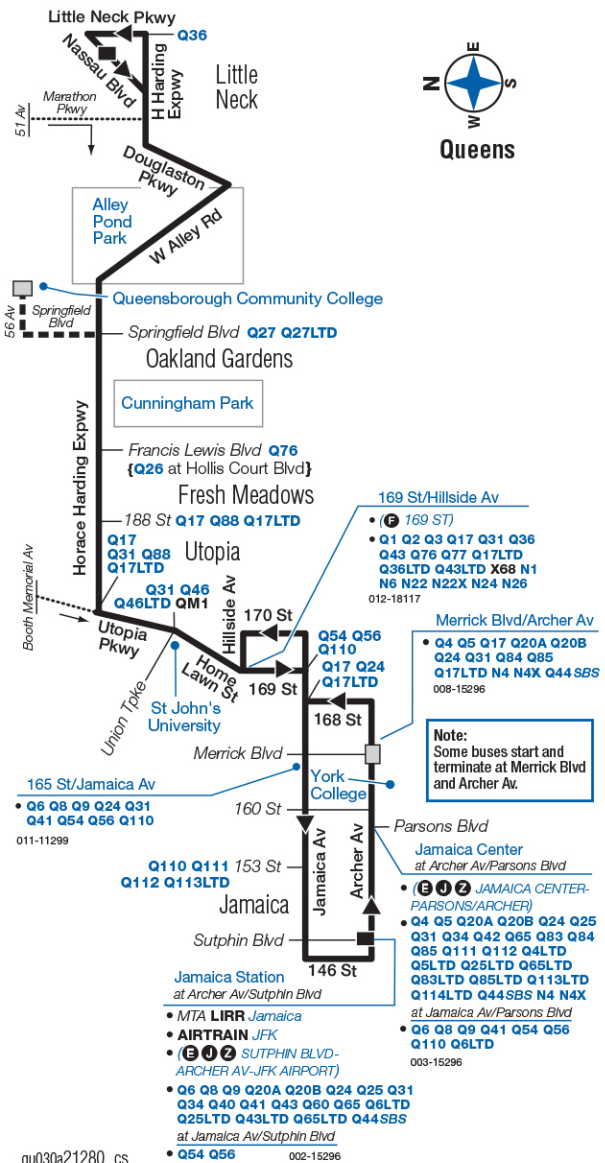 Little Neck Pkwy
Q36
Nassau Blvd
H Harding
Expwy
Little
Neck
N
E
S
W
Queens
Marathon
Pkwy
51 Av
Douglaston
Pkwy
Alley
Pond
Park
W Alley Rd
Queensborough Community College
56 Av
Springfield
Blvd
Springfield Blvd Q27 Q27LTD
Oakland Gardens
Cunningham Park
Horace Harding Expwy
Francis Lewis Blvd Q76
{Q26 at Hollis Court Blvd}
Fresh Meadows
188 St Q17 Q88 Q17LTD
Q17
Q31 Q88
Q17LTD
Utopia
169 St/Hillside Av
• (F 169 ST)
• Q1 Q2 Q3 Q17 Q31 Q36
Q43 Q76 Q77 Q17LTD
Q36LTD Q43LTD X68 N1
N6 N22 N22X N24 N26
012-18117
Booth Memorial Av
Q31 Q46
Q46LTD QM1
Utopia
Pkwy
Hillside Av
170 St
Home
Lawn St
169 St
Q54 Q56
Q110
Q17 Q24
Q17LTD
168 St
Merrick Blvd/Archer Av
• Q4 Q5 Q17 Q20A Q20B
Q24 Q31 Q84 Q85
Q17LTD N4 N4X Q44SBS
008-15296
Union Tpke
St John's
University
Note:
Some buses start and
terminate at Merrick Blvd
and Archer Av.
Merrick Blvd
165 St/Jamaica Av
• Q6 Q8 Q9 Q24 Q31
Q41 Q54 Q56 Q110
011-11299
York
College
160 St
Parsons Blvd
Jamaica Av
Archer Av
Q110 Q111
Q112 Q113LTD
153 St
Jamaica
Sutphin Blvd
146 St
Jamaica Center
at Archer Av/Parsons Blvd
• (E J Z JAMAICA CENTER-
PARSONS/ARCHER)
• Q4 Q5 Q20A Q20B Q24 Q25
Q31 Q34 Q42 Q65 Q83 Q84
Q85 Q111 Q112 Q4LTD
Q5LTD Q25LTD Q65LTD
Q83LTD Q85LTD Q113LTD
Q114LTD Q44SBS N4 N4X
at Jamaica Av/Parsons Blvd
• Q6 Q8 Q9 Q41 Q54 Q56
Q110 Q6LTD
003-15296
Jamaica Station
at Archer Av/Sutphin Blvd
• MTA LIRR Jamaica
• AIRTRAIN JFK
• (E J Z SUTPHIN BLVD-
ARCHER AV-JFK AIRPORT)
• Q6 Q8 Q9 Q20A Q20B Q24 Q25 Q31
Q34 Q40 Q41 Q43 Q60 Q65 Q6LTD
Q25LTD Q43LTD Q65LTD Q44SBS
at Jamaica Av/Sutphin Blvd
• Q54 Q56 002-15296
qu030a21280_cs